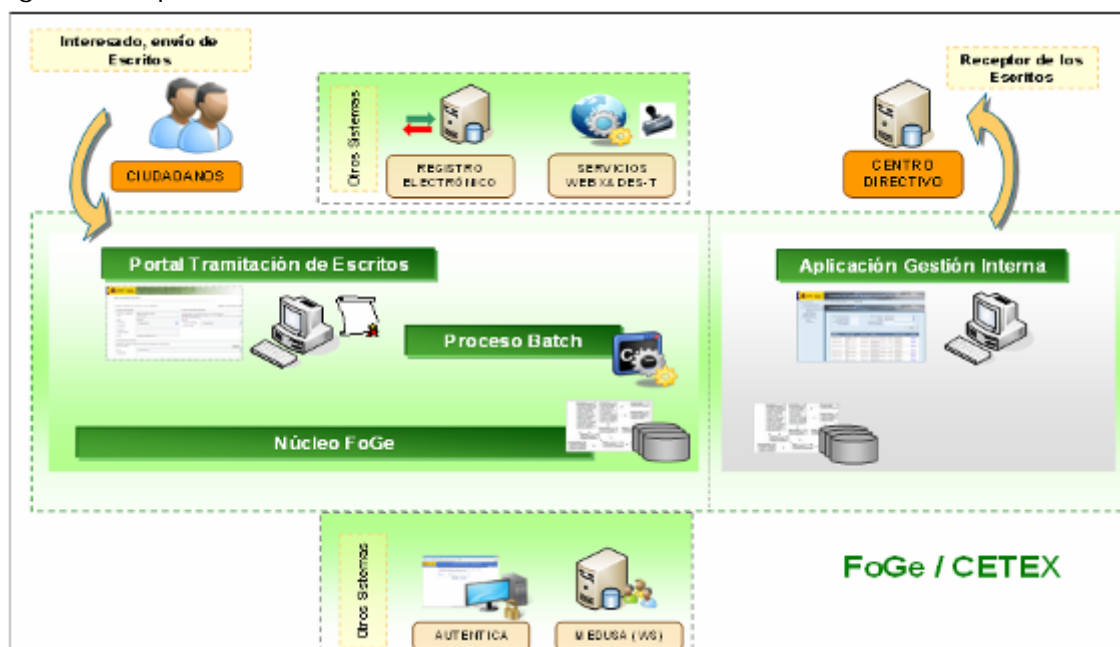 Interesado, envío de
Escritos
CIUDADANOS
Otros Sistemas
REGISTRO
ELECTRÓNICO
SERVICIOS
WEB XADES-T
Receptor de los
Escritos
CENTRO
DIRECTIVO
Portal Tramitación de Escritos
Proceso Batch
Núcleo FoGe
Aplicación Gestión Interna
Otros Sistemas
AUTENTICA
MEDUSA (WS)
FoGe / CETEX